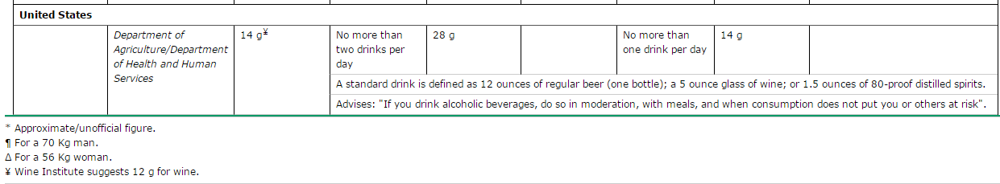 United States
Department of
Agriculture/Department
of Health and Human
Services
14 g¥
No more than
two drinks per
day
28 g
No more than
one drink per day
14 g
A standard drink is defined as 12 ounces of regular beer (one bottle); a 5 ounce glass of wine; or 1.5 ounces of 80-proof distilled spirits.
Advises: "If you drink alcoholic beverages, do so in moderation, with meals, and when consumption does not put you or others at risk".
* Approximate/unofficial figure.
¶ For a 70 Kg man.
Δ For a 56 Kg woman.
¥ Wine Institute suggests 12 g for wine.